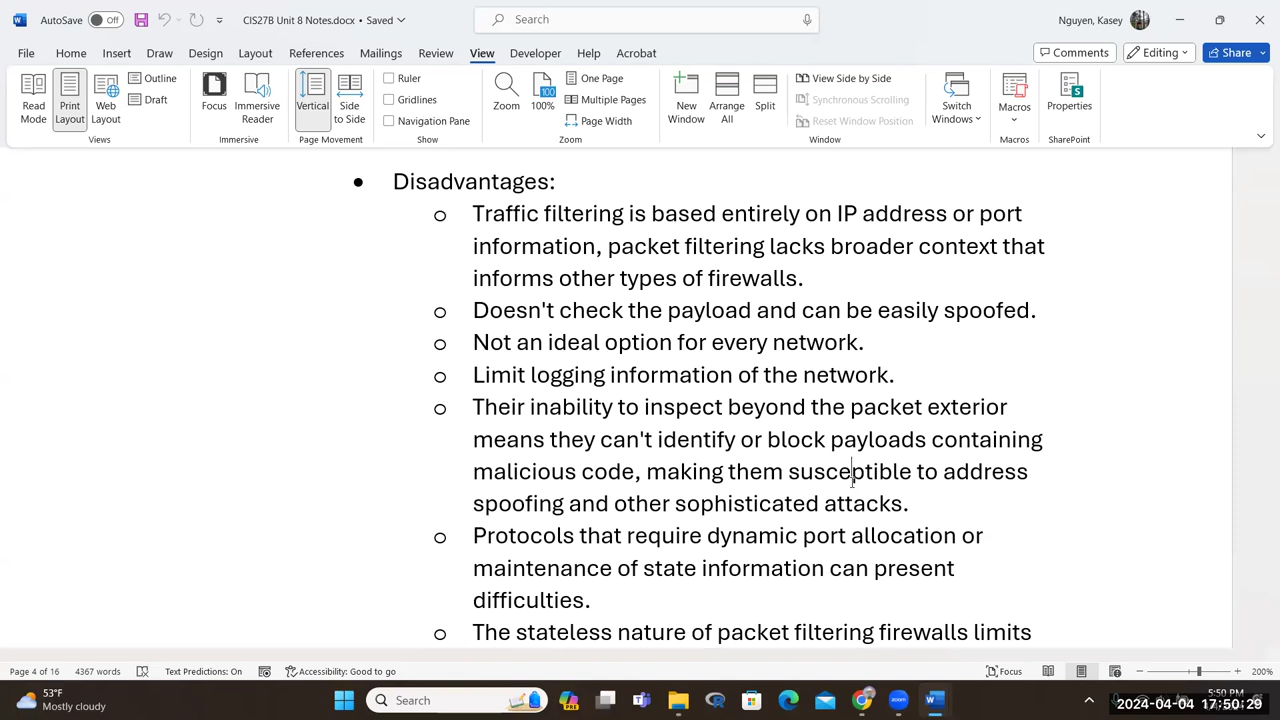 AutoSave Off CIS27B Unit 8 Notes.docx • Saved Search Nguyen, Kasey
File Home Insert Draw Design Layout References Mailings Review View Developer Help Acrobat Comments Editing Share
Read Mode Print Layout Web Layout Outline Draft Focus Immersive Reader Vertical Side to Side Ruler Gridlines Navigation Pane Zoom 100% One Page Multiple Pages Page Width New Window Arrange All Split View Side by Side Synchronous Scrolling Reset Window Position Switch Windows Macros Properties
Views Immersive Page Movement Show Zoom Window Macros SharePoint
• Disadvantages:
o Traffic filtering is based entirely on IP address or port
information, packet filtering lacks broader context that
informs other types of firewalls.
o Doesn't check the payload and can be easily spoofed.
o Not an ideal option for every network.
o Limit logging information of the network.
o Their inability to inspect beyond the packet exterior
means they can't identify or block payloads containing
malicious code, making them susceptible to address
spoofing and other sophisticated attacks.
o Protocols that require dynamic port allocation or
maintenance of state information can present
difficulties.
o The stateless nature of packet filtering firewalls limits
Page 4 of 16 4367 words Text Predictions: On Accessibility: Good to go Focus 200%
53°F
Mostly cloudy
Search
5:50 PM
2024-04-04 17:50:29